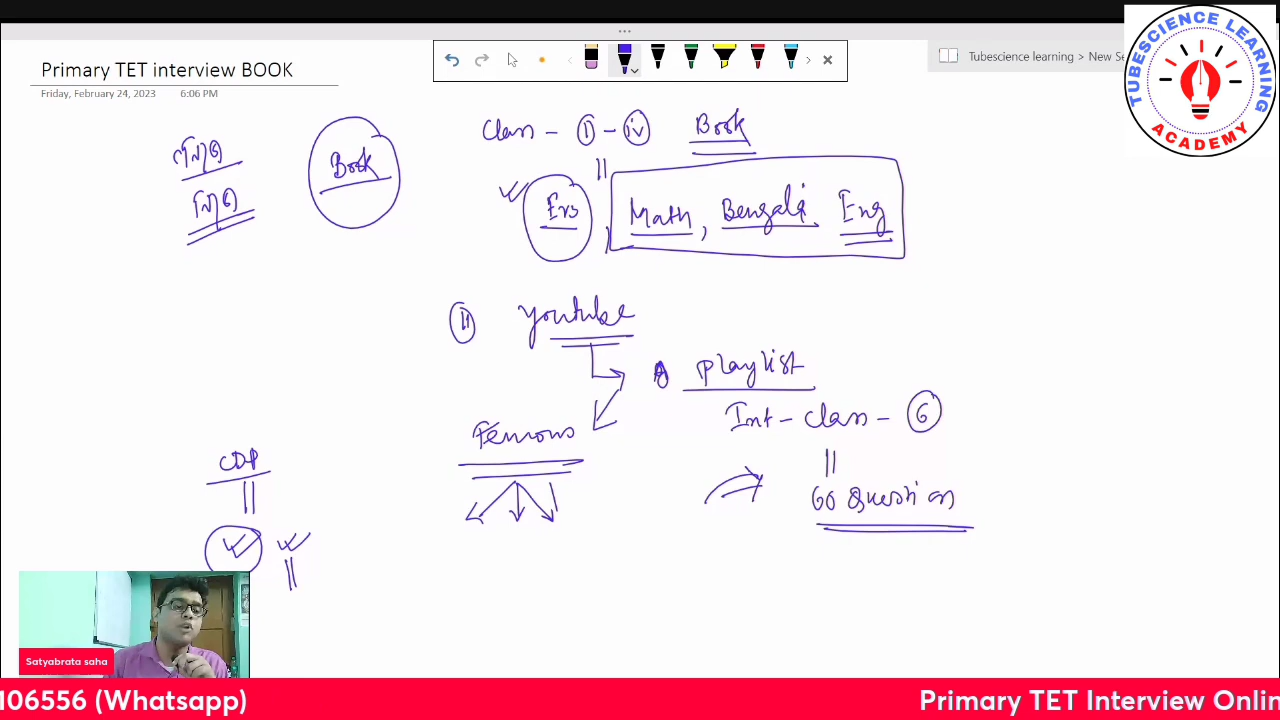 Primary TET interview BOOK
Friday, February 24, 2023 6:06 PM
Tubescience learning > New Se
TUBESCIENCE LEARNING
ACADEMY
Class - (I) - (iv) Book
Book
Evs, Math, Bengali, Eng
(II) Youtube
Playlist
Int - Class - (6)
Femous
60 Question
CDP
Satyabrata saha
106556 (Whatsapp)
Primary TET Interview Onlin